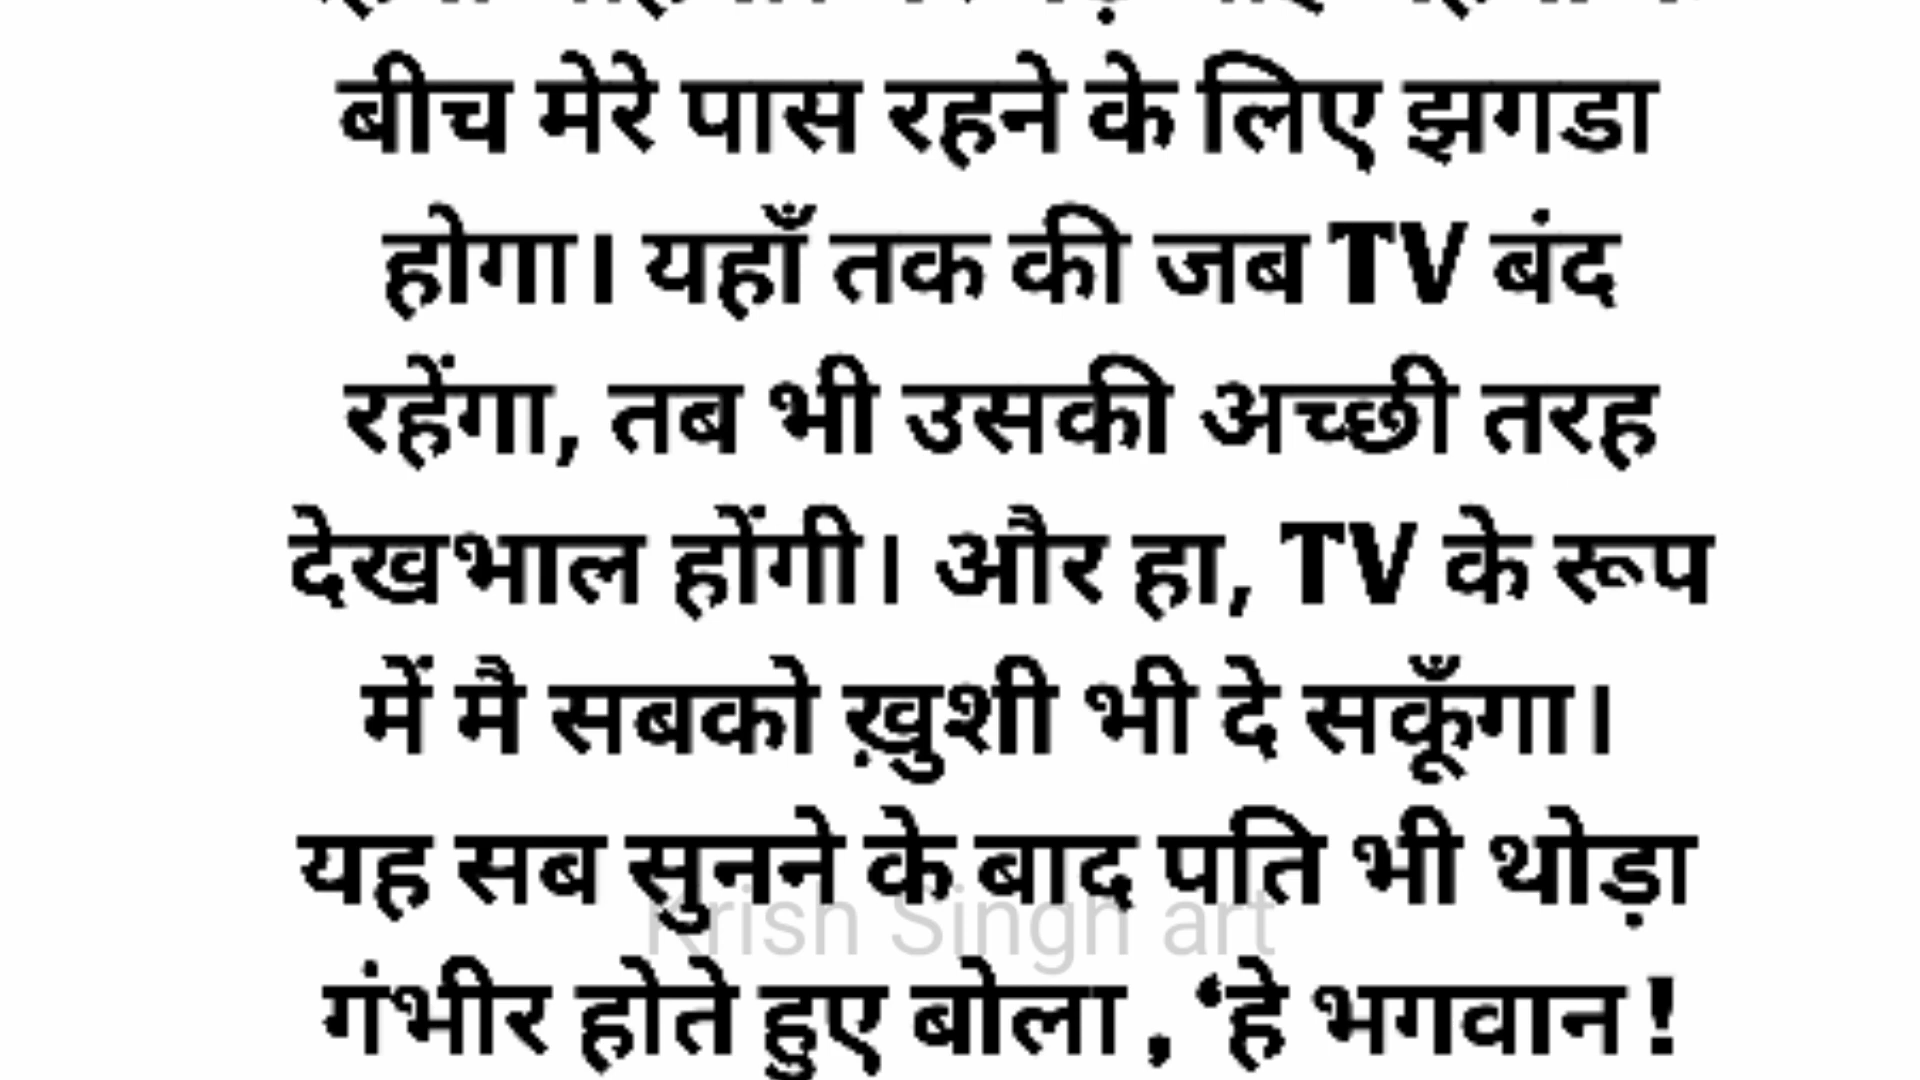 बीच मेरे पास रहने के लिए झगडा
होगा। यहाँ तक की जब TV बंद
रहेंगा, तब भी उसकी अच्छी तरह
देखभाल होंगी। और हा, TV के रूप
में मै सबको ख़ुशी भी दे सकूँगा।
यह सब सुनने के बाद पति भी थोड़ा
Krish Singh art
गंभीर होते हुए बोला , ‘हे भगवान !